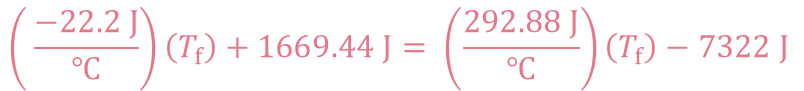 (−22.2 J/°C)(T_f) + 1669.44 J = (292.88 J/°C)(T_f) − 7322 J